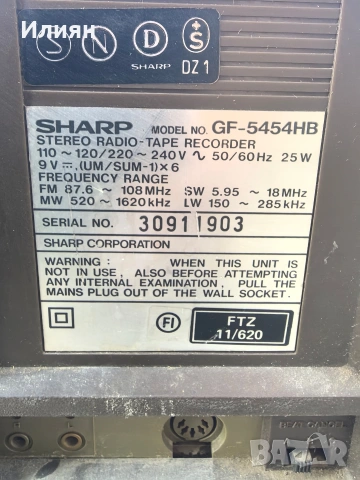 Илиян
S N D S
SHARP DZ 1
SHARP MODEL NO. GF-5454HB
STEREO RADIO-TAPE RECORDER
110 ~ 120/220 ~ 240V ∿ 50/60Hz 25W
9 V ⎓ (UM/SUM-1)×6
FREQUENCY RANGE
FM 87.6 ~ 108MHz SW 5.95 ~ 18MHz
MW 520 ~ 1620kHz LW 150 ~ 285kHz
SERIAL NO. 30911903
SHARP CORPORATION
WARNING : WHEN THIS UNIT IS
NOT IN USE, ALSO BEFORE ATTEMPTING
ANY INTERNAL EXAMINATION, PULL THE
MAINS PLUG OUT OF THE WALL SOCKET.
FI
FTZ
11/620
BEAT CANCEL
bazar.bg